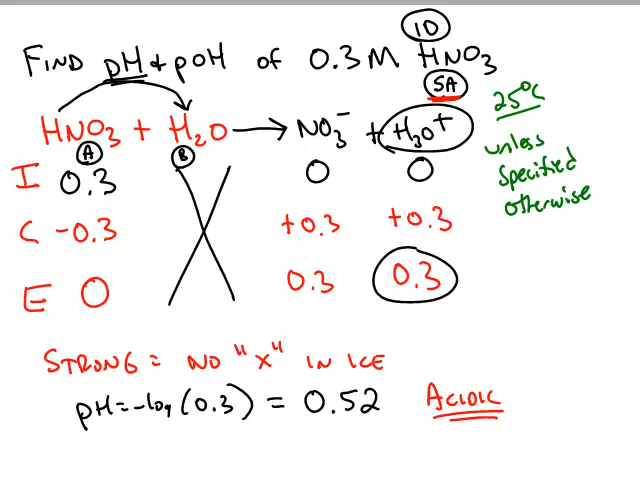 ID
FIND pH & pOH of 0.3M HNO3
SA
25°C
HNO3 + H2O → NO3⁻ + H3O+
A B
unless
specified
otherwise
I 0.3 0 0
C -0.3 +0.3 +0.3
E 0 0.3 0.3
STRONG = NO "X" IN ICE
pH = -log(0.3) = 0.52 ACIDIC